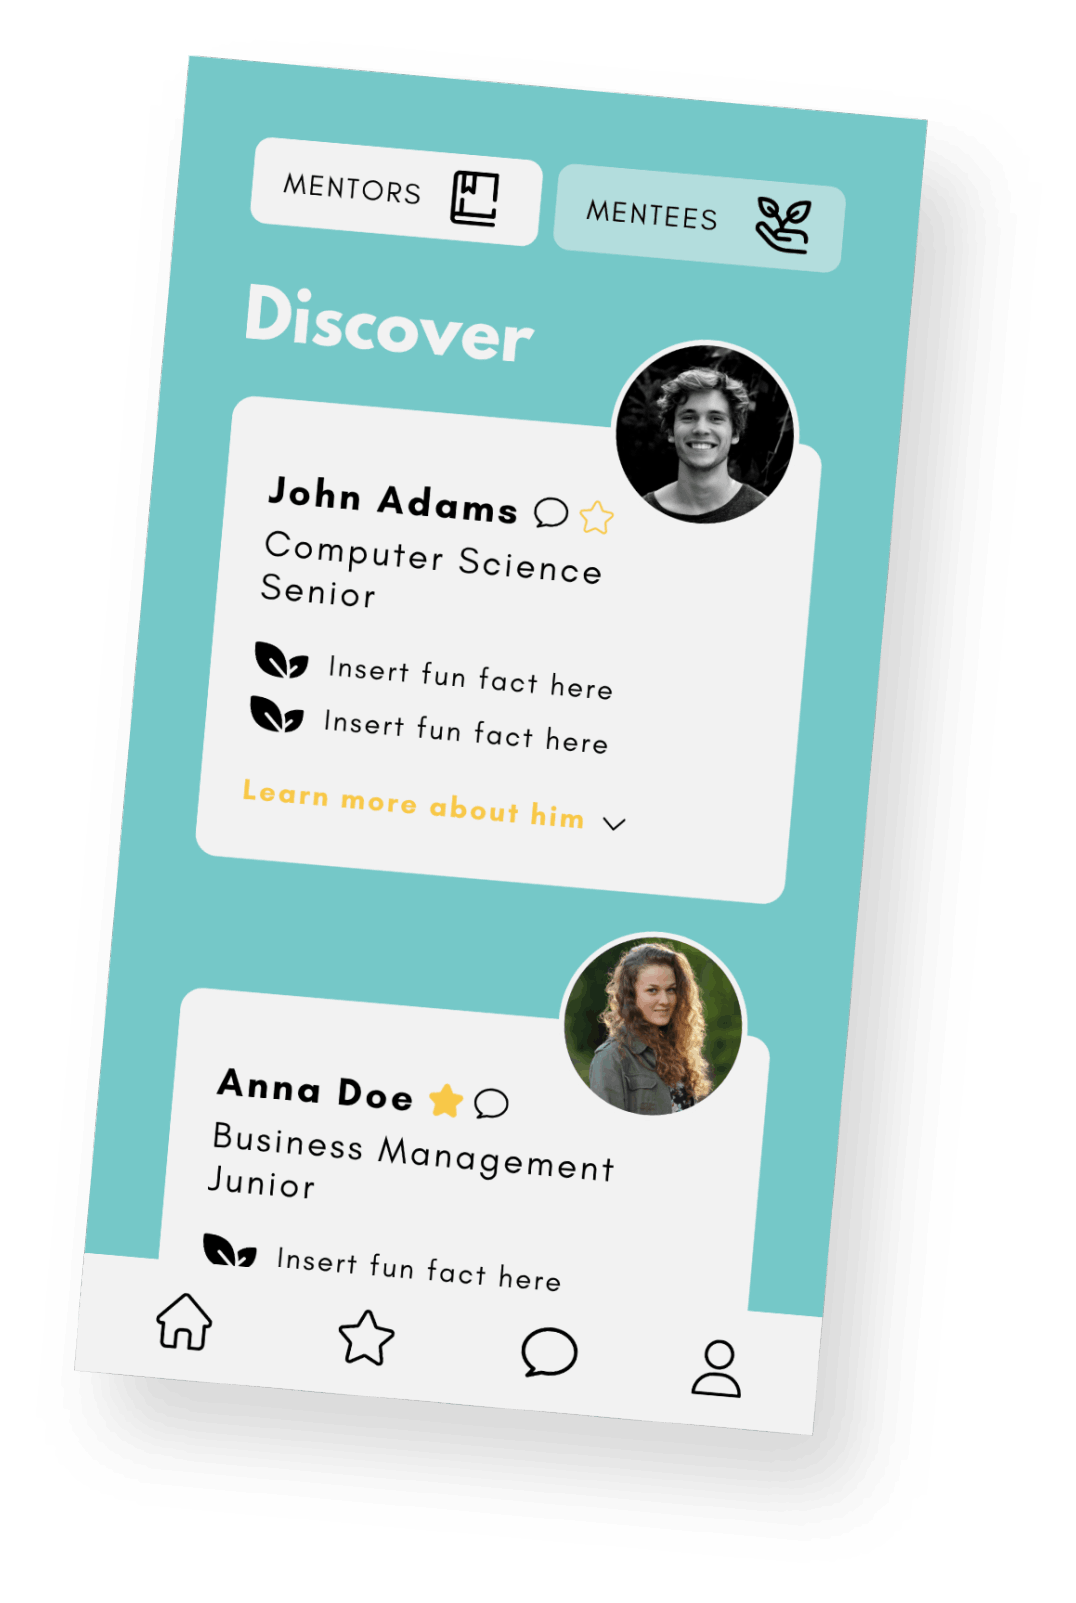 MENTORS
MENTEES
Discover
John Adams
Computer Science
Senior
Insert fun fact here
Insert fun fact here
Learn more about him
Anna Doe
Business Management
Junior
Insert fun fact here